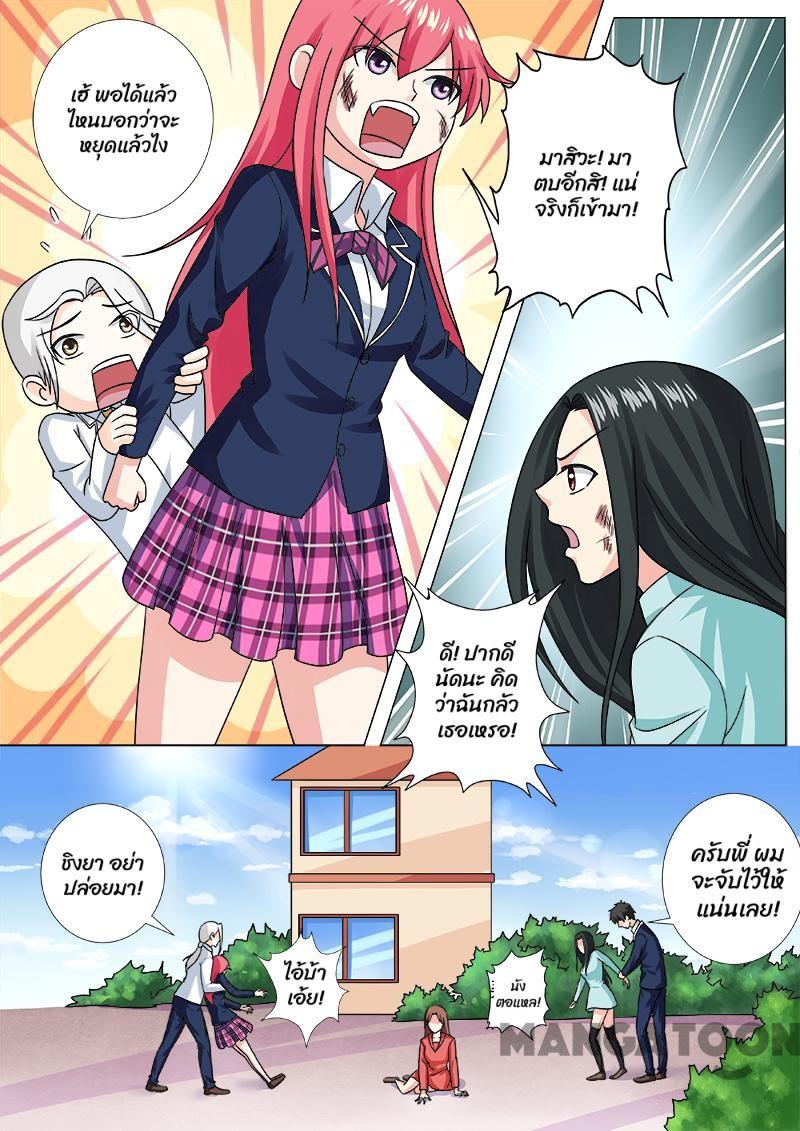 เฮ้ พอได้แล้ว
ไหนบอกว่าจะ
หยุดแล้วไง
มาสิวะ! มา
ตบอีกสิ! แน่
จริงก็เข้ามา!
ดี! ปากดี
นัดนะ คิด
ว่าฉันกลัว
เธอเหรอ!
ชิงยา อย่า
ปล่อยมา!
ครับพี่ ผม
จะจับไว้ให้
แน่นเลย!
ไอ้บ้า
เอ้ย!
นัง
ตอแหล!
MANGATOON